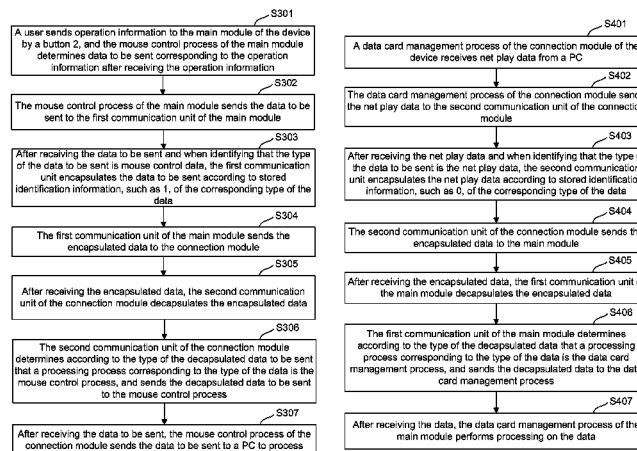 S301
A user sends operation information to the main module of the device
by a button 2, and the mouse control process of the main module
determines data to be sent corresponding to the operation
information after receiving the operation information
S302
The mouse control process of the main module sends the data to be
sent to the first communication unit of the main module
S303
After receiving the data to be sent and when identifying that the
type of the data to be sent is mouse control data, the first communication
unit encapsulates the data to be sent according to stored
identification information, such as 1, of the corresponding type of the
data
S304
The first communication unit of the main module sends the
encapsulated data to the connection module
S305
After receiving the encapsulated data, the second communication
unit of the connection module decapsulates the encapsulated data
S306
The second communication unit of the connection module
determines according to the type of the decapsulated data to be sent
that a processing process corresponding to the type of the data is the
mouse control process, and sends the decapsulated data to be sent
to the mouse control process
S307
After receiving the data to be sent, the mouse control process of the
connection module sends the data to be sent to a PC to process
S401
A data card management process of the connection module of the
device receives net play data from a PC
S402
The data card management process of the connection module send
the net play data to the second communication unit of the connectio
module
S403
After receiving the net play data and when identifying that the type o
the data to be sent is the net play data, the second communication
unit encapsulates the net play data according to stored identificatio
information, such as 0, of the corresponding type of the data
S404
The second communication unit of the connection module sends the
encapsulated data to the main module
S405
After receiving the encapsulated data, the first communication unit o
the main module decapsulates the encapsulated data
S406
The first communication unit of the main module determines
according to the type of the decapsulated data that a processing
process corresponding to the type of the data is the data card
management process, and sends the decapsulated data to the data
card management process
S407
After receiving the data, the data card management process of the
main module performs processing on the data